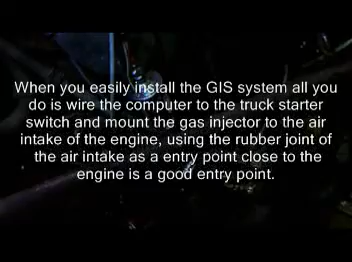 When you easily install the GIS system all you
do is wire the computer to the truck starter
switch and mount the gas injector to the air
intake of the engine, using the rubber joint of
the air intake as a entry point close to the
engine is a good entry point.